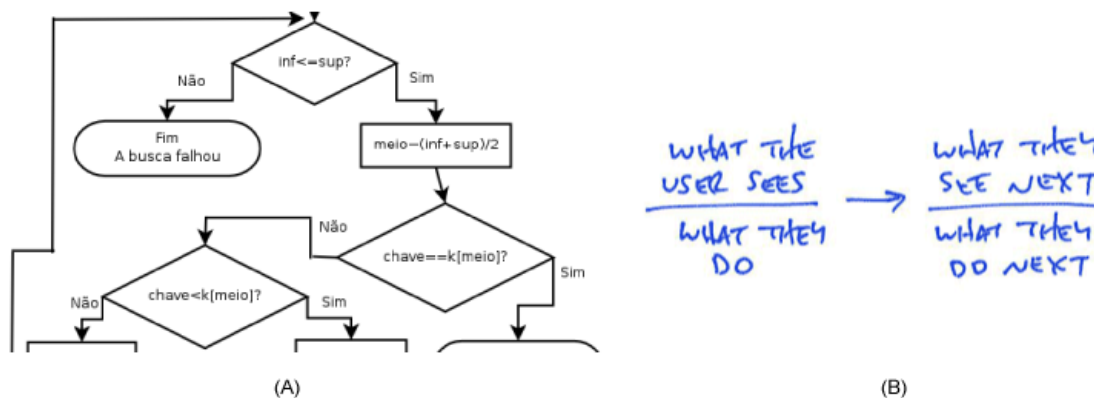 inf<=sup?
Não
Sim
Fim
A busca falhou
meio-(inf+sup)/2
Não
chave==k[meio]?
Sim
chave<k[meio]?
Não
Sim
(A)
WHAT THE
USER SEES
WHAT THEY
DO
WHAT THEY
SEE NEXT
WHAT THEY
DO NEXT
(B)